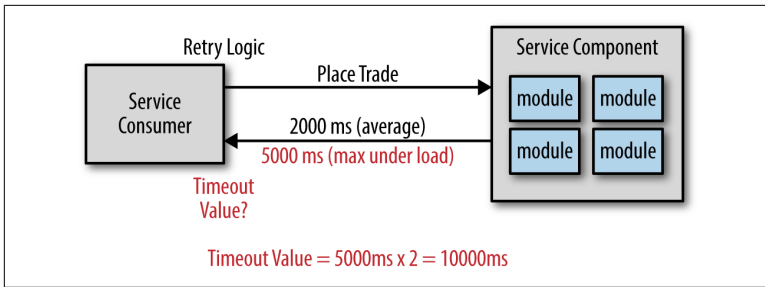 Retry Logic
Service Component
Service
Consumer
Place Trade
2000 ms (average)
5000 ms (max under load)
module
module
module
module
Timeout
Value?
Timeout Value = 5000ms x 2 = 10000ms